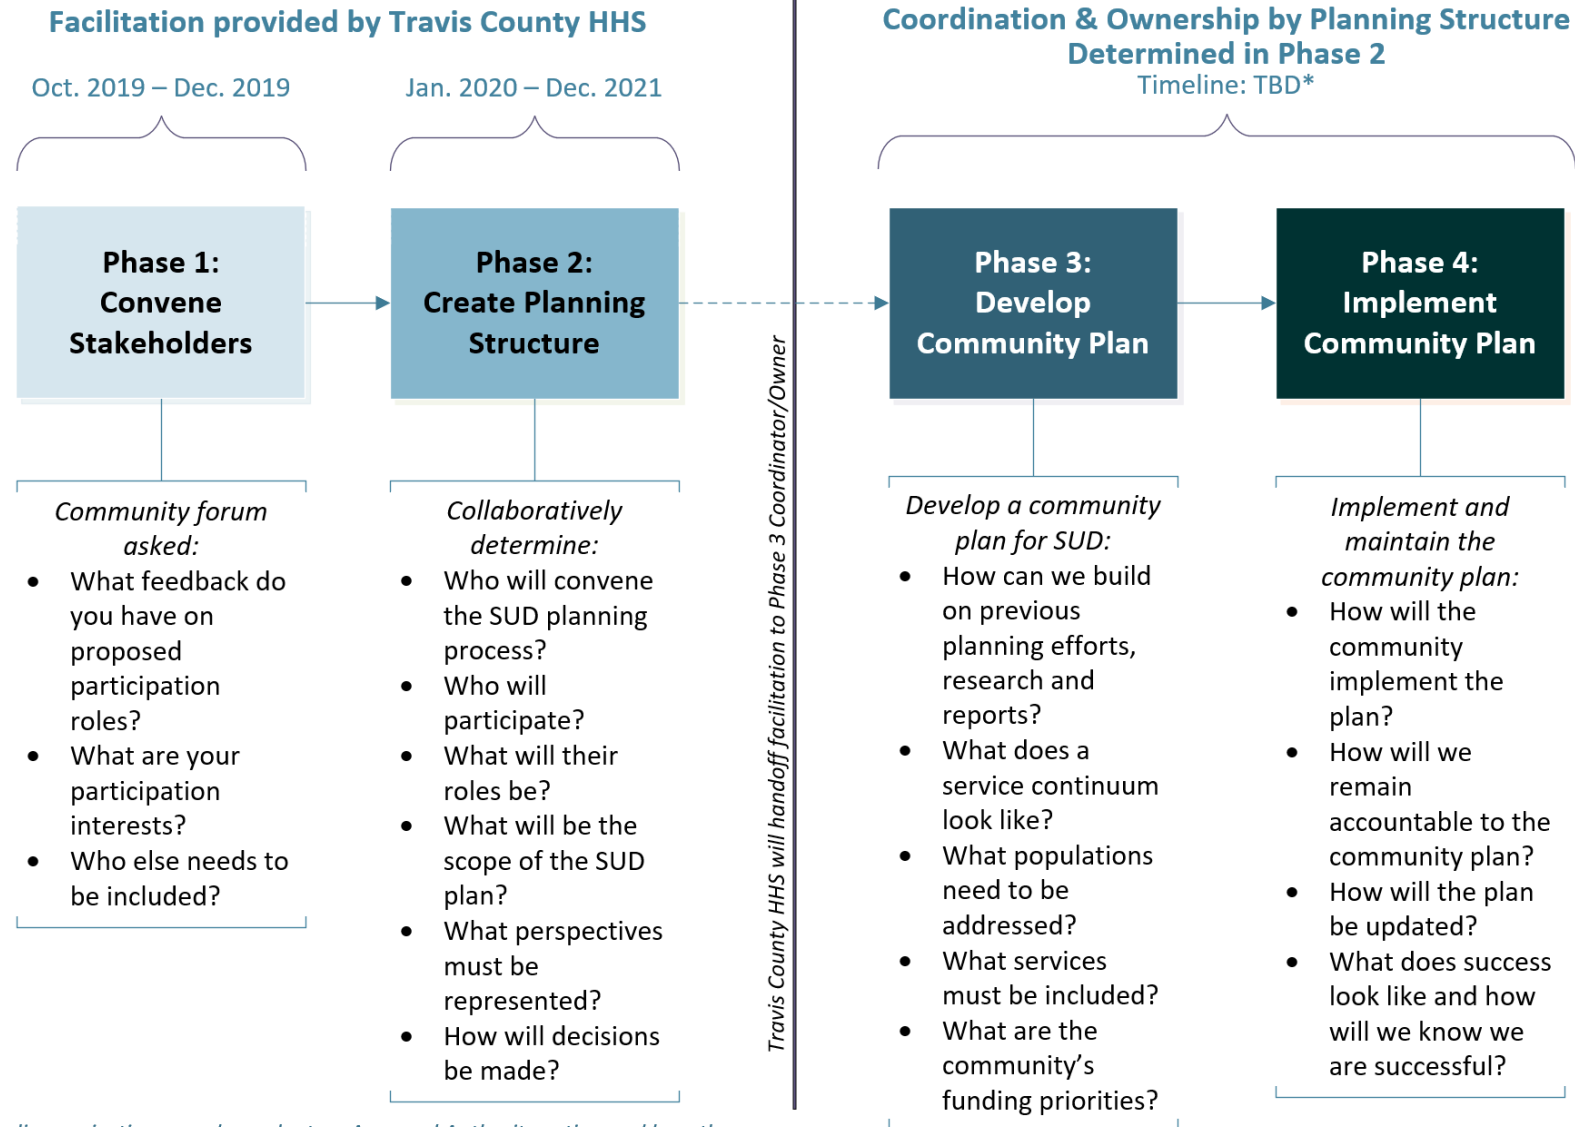 Facilitation provided by Travis County HHS
Oct. 2019 – Dec. 2019
Jan. 2020 – Dec. 2021
Coordination & Ownership by Planning Structure
Determined in Phase 2
Timeline: TBD*
Phase 1:
Convene
Stakeholders
Phase 2:
Create Planning
Structure
Phase 3:
Develop
Community Plan
Phase 4:
Implement
Community Plan
Community forum
asked:
• What feedback do
you have on
proposed
participation
roles?
• What are your
participation
interests?
• Who else needs to
be included?
Collaboratively
determine:
• Who will convene
the SUD planning
process?
• Who will
participate?
• What will their
roles be?
• What will be the
scope of the SUD
plan?
• What perspectives
must be
represented?
• How will decisions
be made?
Travis County HHS will handoff facilitation to Phase 3 Coordinator/Owner
Develop a community
plan for SUD:
• How can we build
on previous
planning efforts,
research and
reports?
• What does a
service continuum
look like?
• What populations
need to be
addressed?
• What services
must be included?
• What are the
community’s
funding priorities?
Implement and
maintain the
community plan:
• How will the
community
implement the
plan?
• How will we
remain
accountable to the
community plan?
• How will the plan
be updated?
• What does success
look like and how
will we know we
are successful?